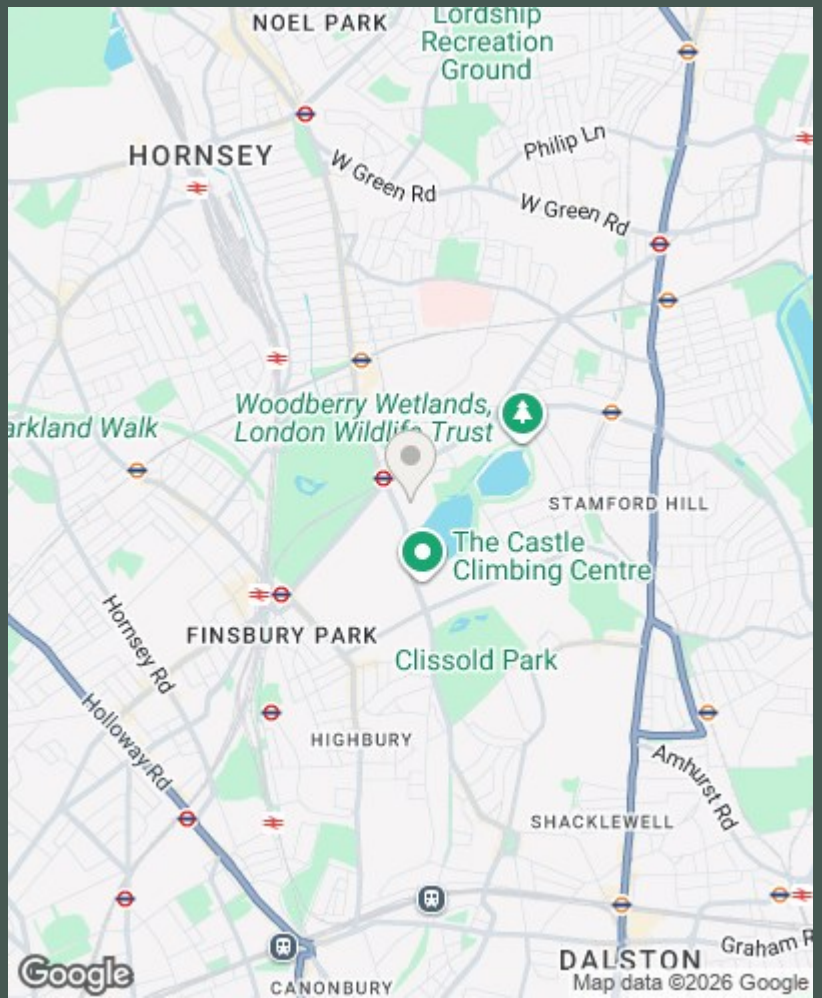 NOEL PARK
Lordship
Recreation
Ground
Philip Ln
HORNSEY
W Green Rd
W Green Rd
Woodberry Wetlands,
London Wildlife Trust
arkland Walk
STAMFORD HILL
The Castle
Climbing Centre
Hornsey Rd
FINSBURY PARK
Clissold Park
Holloway Rd
HIGHBURY
Amhurst Rd
SHACKLEWELL
DALSTON
Graham R
Google
CANONBURY
Map data ©2026 Google